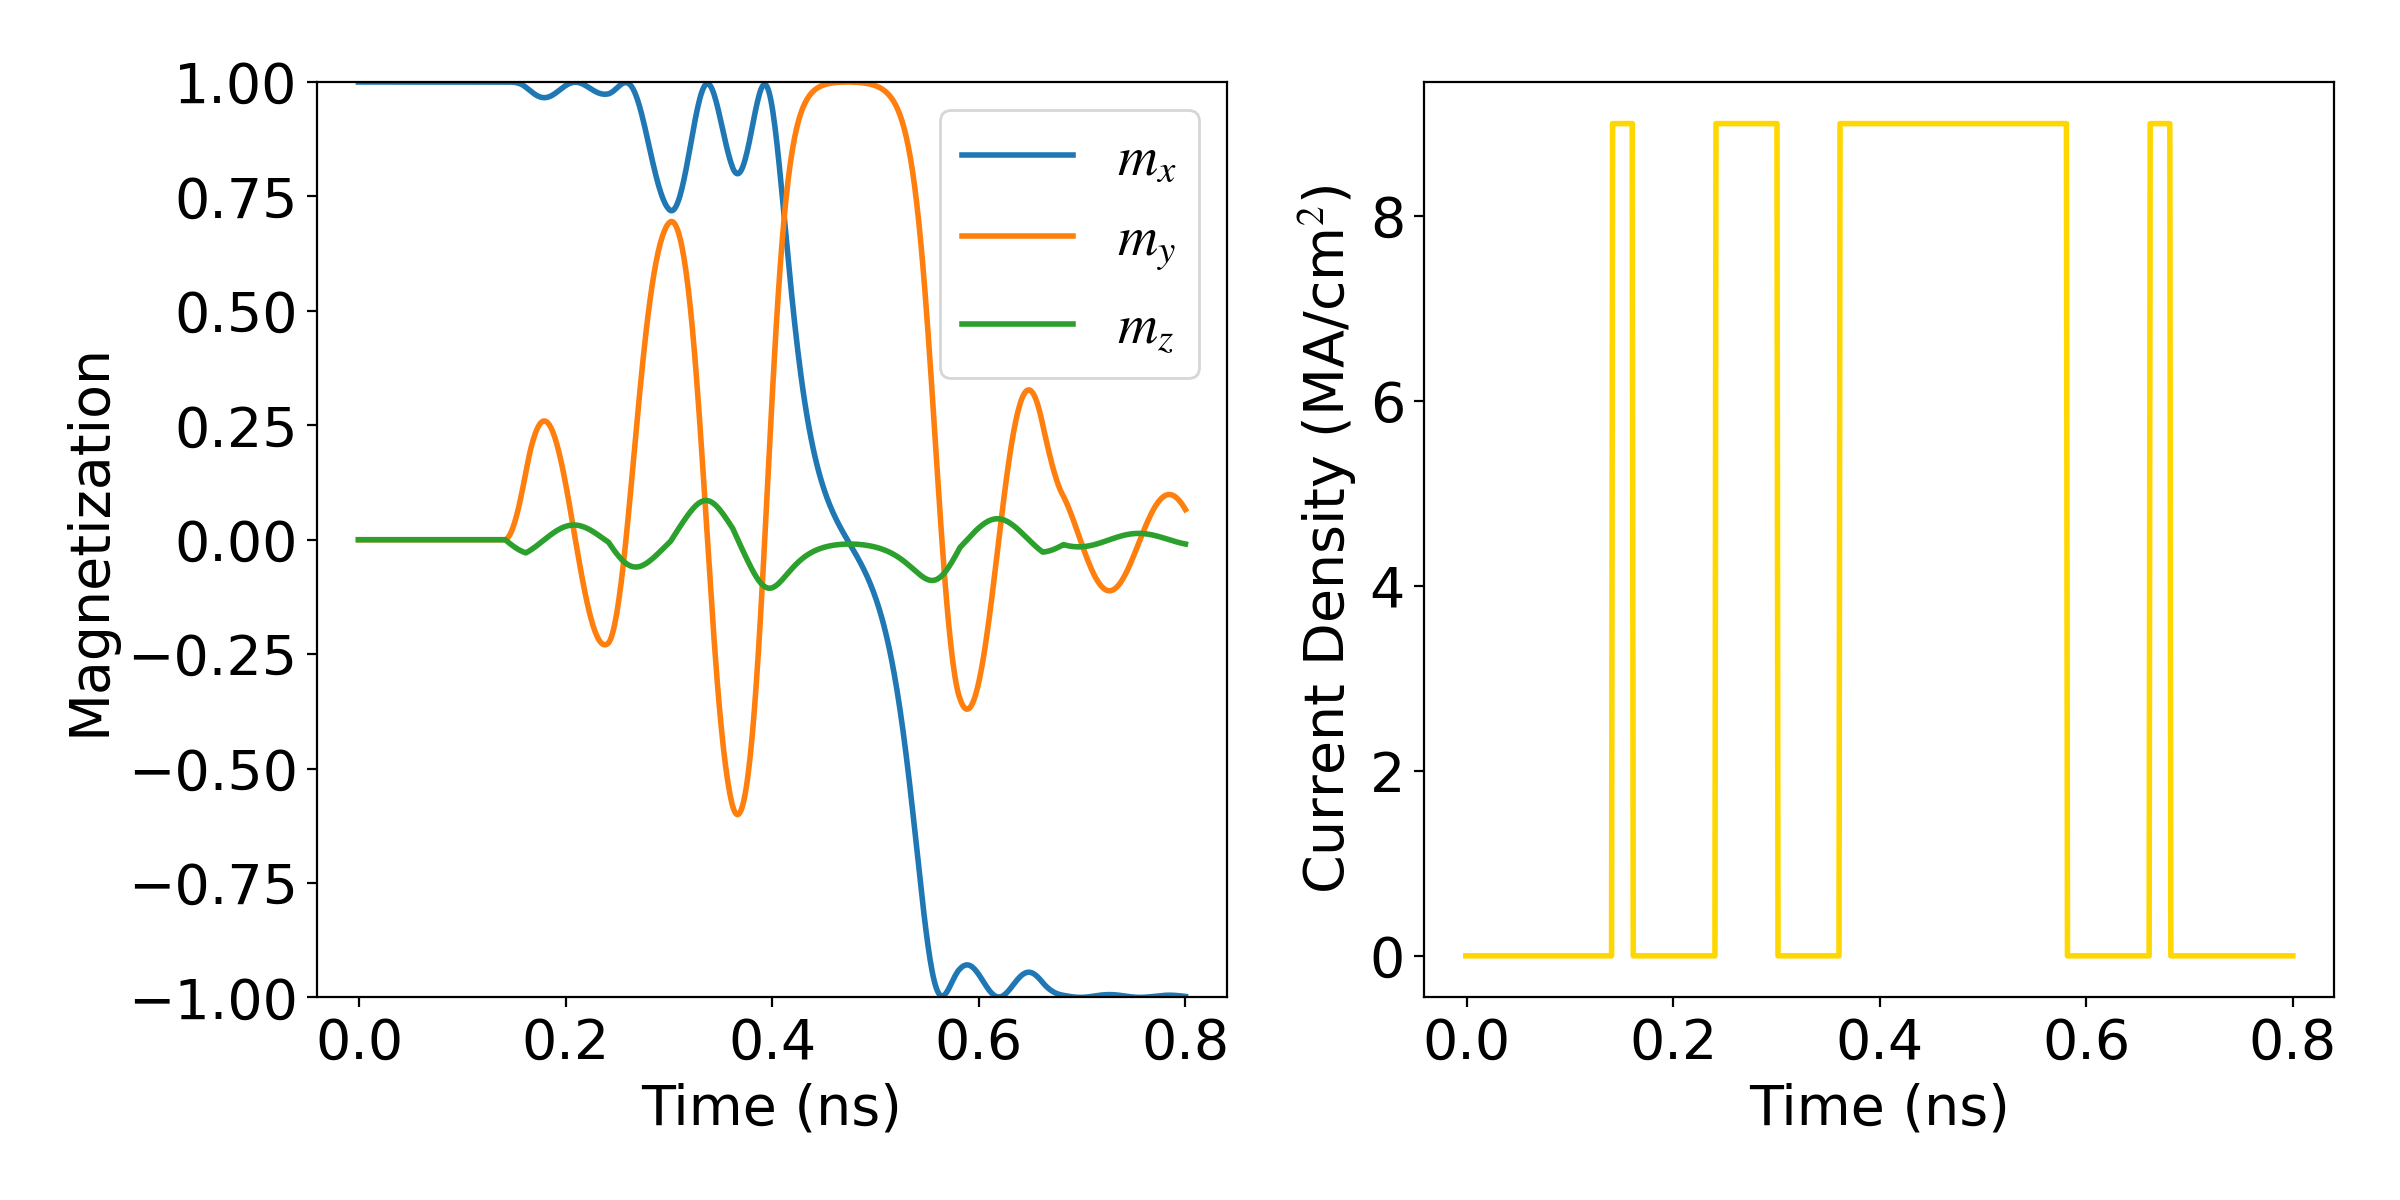 Magnetization
1.00
0.75
0.50
0.25
0.00
−0.25
−0.50
−0.75
−1.00
0.0 0.2 0.4 0.6 0.8
Time (ns)
m_x
m_y
m_z
Current Density (MA/cm²)
8
6
4
2
0
0.0 0.2 0.4 0.6 0.8
Time (ns)